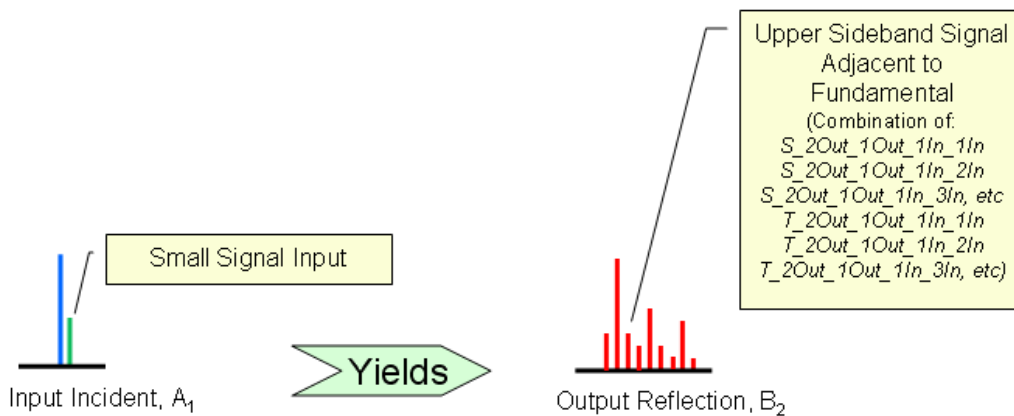 Upper Sideband Signal
Adjacent to
Fundamental
(Combination of:
S_2Out_1Out_1In_1In
S_2Out_1Out_1In_2In
S_2Out_1Out_1In_3In, etc
T_2Out_1Out_1In_1In
T_2Out_1Out_1In_2In
T_2Out_1Out_1In_3In, etc)
Small Signal Input
Yields
Input Incident, A₁
Output Reflection, B₂